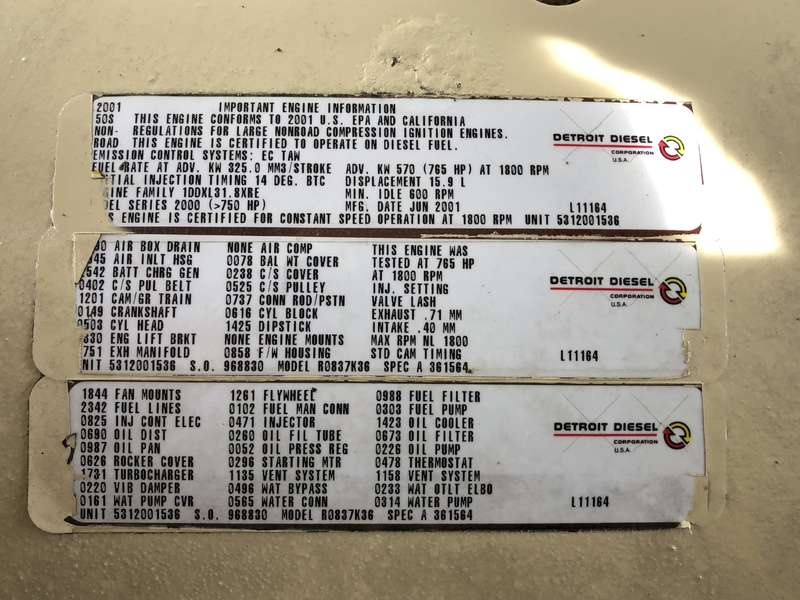 2001 IMPORTANT ENGINE INFORMATION
50S THIS ENGINE CONFORMS TO 2001 U.S. EPA AND CALIFORNIA
NON- REGULATIONS FOR LARGE NONROAD COMPRESSION IGNITION ENGINES.
ROAD THIS ENGINE IS CERTIFIED TO OPERATE ON DIESEL FUEL.
EMISSION CONTROL SYSTEMS: EC TAW
FUEL RATE AT ADV. KW 325.0 MM3/STROKE ADV. KW 570 (765 HP) AT 1800 RPM
INJECTION TIMING 14 DEG. BTC DISPLACEMENT 15.9 L
FAMILY 1DDXL31.8XRE MIN. IDLE 600 RPM
SERIES 2000 (>750 HP) MFG. DATE JUN 2001 L11164
ENGINE IS CERTIFIED FOR CONSTANT SPEED OPERATION AT 1800 RPM UNIT 5312001536
DETROIT DIESEL
CORPORATION
U.S.A.
AIR BOX DRAIN NONE AIR COMP THIS ENGINE WAS
AIR INLT HSG 0078 BAL WT COVER TESTED AT 765 HP
BATT CHRG GEN 0238 C/S COVER AT 1800 RPM
0402 C/S PUL BELT 0525 C/S PULLEY INJ. SETTING
1201 CAM/GR TRAIN 0737 CONN ROD/PSTN VALVE LASH
0149 CRANKSHAFT 0616 CYL BLOCK EXHAUST .71 MM
0503 CYL HEAD 1425 DIPSTICK INTAKE .40 MM
ENG LIFT BRKT NONE ENGINE MOUNTS MAX RPM NL 1800
EXH MANIFOLD 0858 F/W HOUSING STD CAM TIMING L11164
5312001536 S.O. 968830 MODEL R0837K36 SPEC A 361564
DETROIT DIESEL
CORPORATION
U.S.A.
1844 FAN MOUNTS 1261 FLYWHEEL 0988 FUEL FILTER
2342 FUEL LINES 0102 FUEL MAN CONN 0303 FUEL PUMP
0825 INJ CONT ELEC 0471 INJECTOR 1423 OIL COOLER
0690 OIL DIST 0260 OIL FIL TUBE 0673 OIL FILTER
0987 OIL PAN 0052 OIL PRESS REG 0226 OIL PUMP
0626 ROCKER COVER 0296 STARTING MTR 0478 THERMOSTAT
1731 TURBOCHARGER 1135 VENT SYSTEM 1158 VENT SYSTEM
0220 VIB DAMPER 0496 WAT BYPASS 0233 WAT OTLT ELBO
0161 WAT PUMP CVR 0565 WATER CONN 0314 WATER PUMP L11164
UNIT 5312001536 S.O. 968830 MODEL R0837K36 SPEC A 361564
DETROIT DIESEL
CORPORATION
U.S.A.